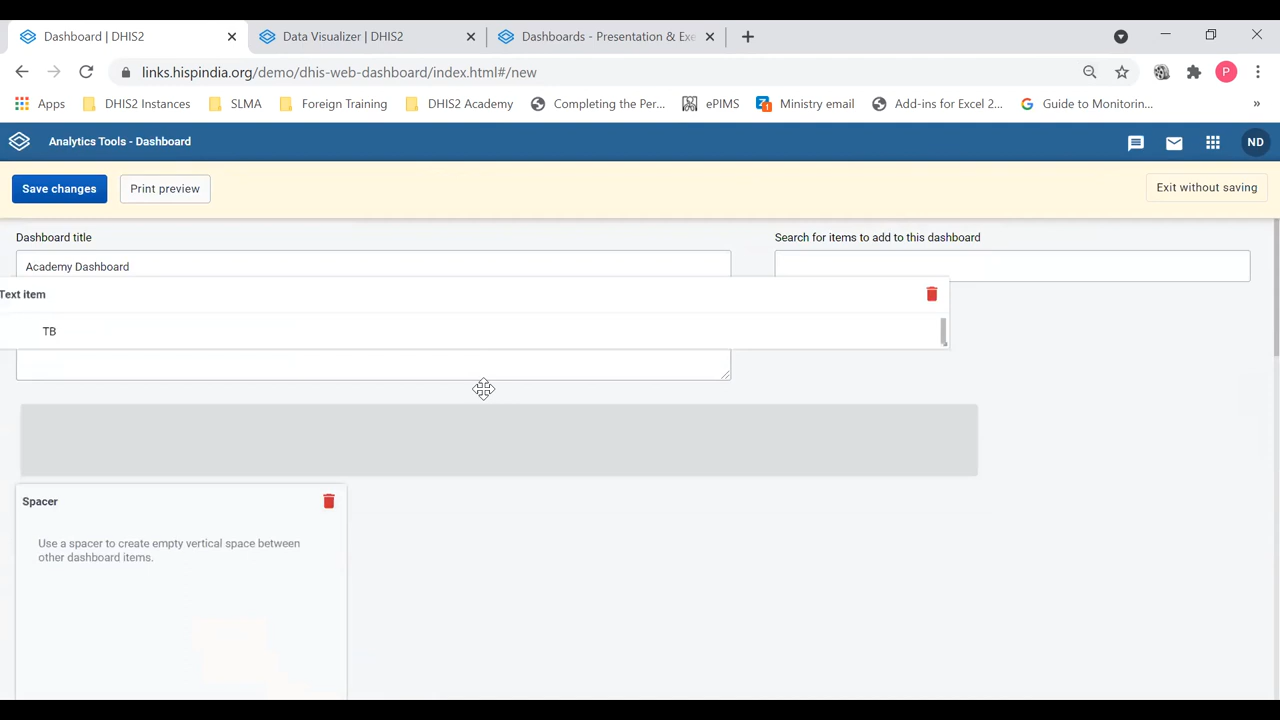 Dashboard | DHIS2
Data Visualizer | DHIS2
Dashboards - Presentation & Exe
links.hispindia.org/demo/dhis-web-dashboard/index.html#/new
P
Apps
DHIS2 Instances
SLMA
Foreign Training
DHIS2 Academy
Completing the Per...
ePIMS
Ministry email
Add-ins for Excel 2...
Guide to Monitorin...
»
Analytics Tools - Dashboard
ND
Save changes
Print preview
Exit without saving
Dashboard title
Search for items to add to this dashboard
Academy Dashboard
Text item
TB
Spacer
Use a spacer to create empty vertical space between
other dashboard items.